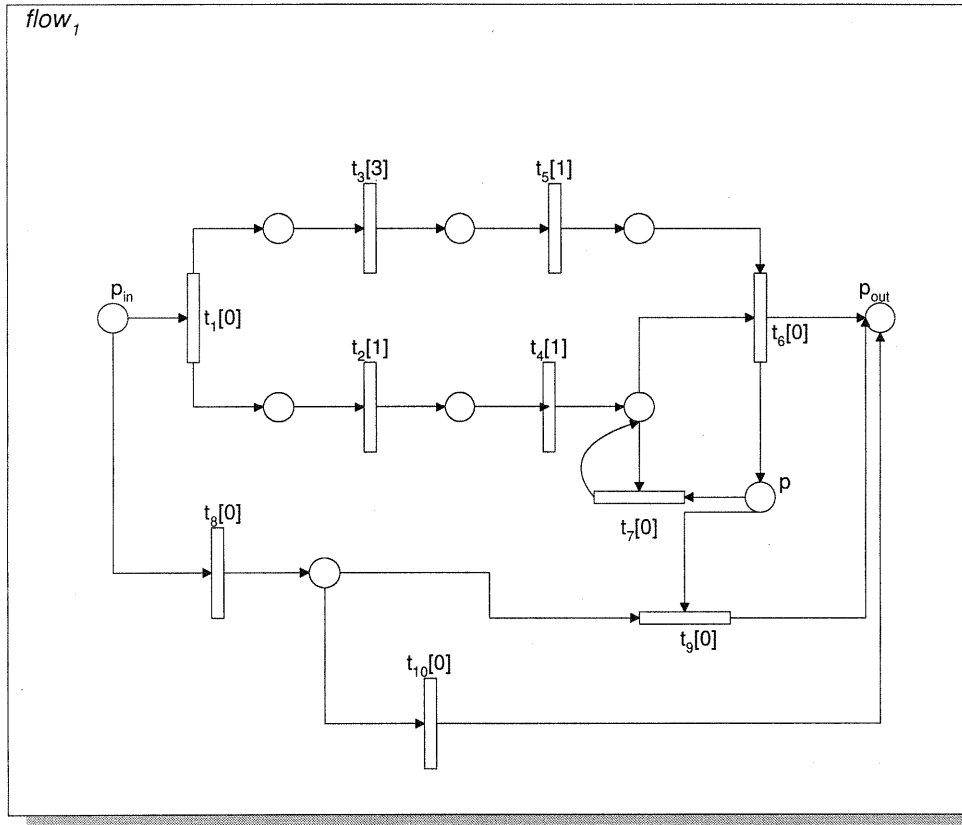 flow₁
t₃[3]
t₅[1]
pᵢₙ
t₁[0]
pₒᵤₜ
t₆[0]
t₂[1]
t₄[1]
p
t₇[0]
t₈[0]
t₉[0]
t₁₀[0]